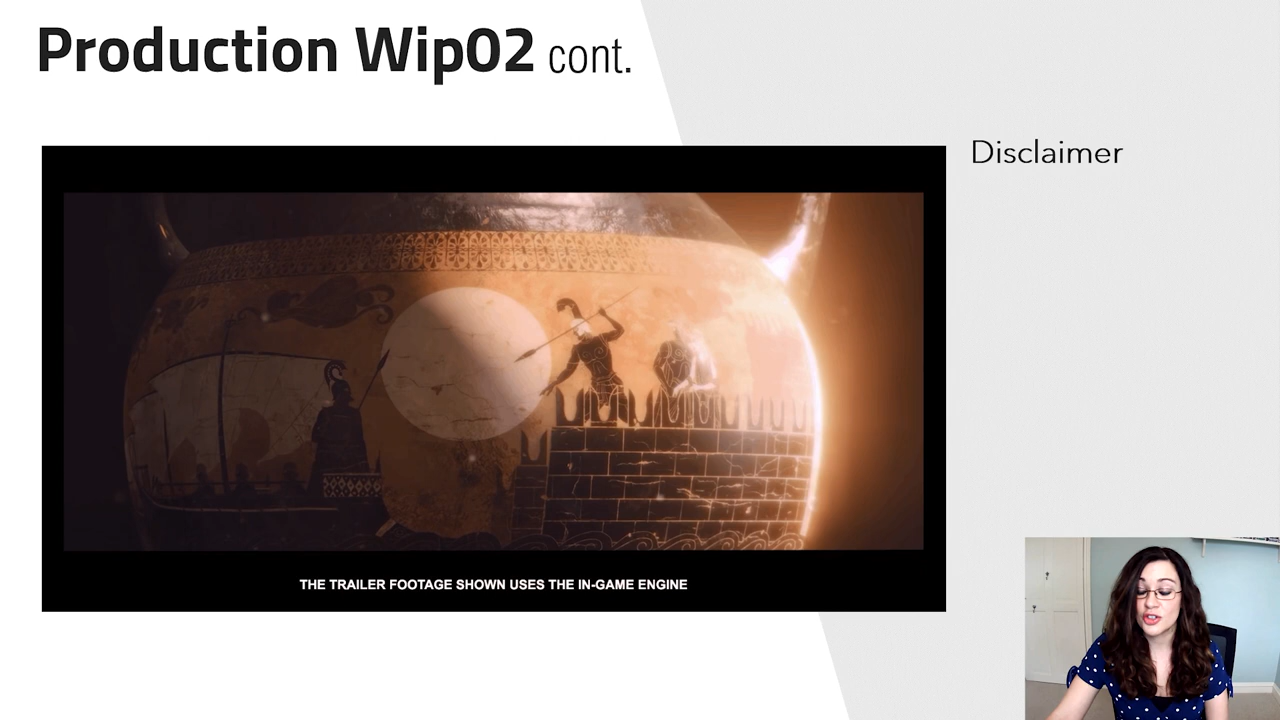 Production Wip02 cont.
Disclaimer
THE TRAILER FOOTAGE SHOWN USES THE IN-GAME ENGINE